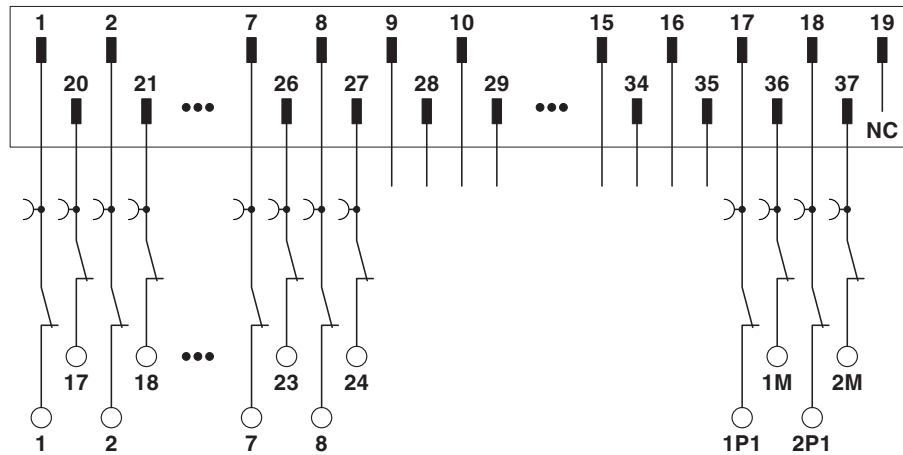 1 2 7 8 9 10 15 16 17 18 19
20 21 ••• 26 27 28 29 ••• 34 35 36 37
NC
17 18 ••• 23 24 1M 2M
1 2 7 8 1P1 2P1